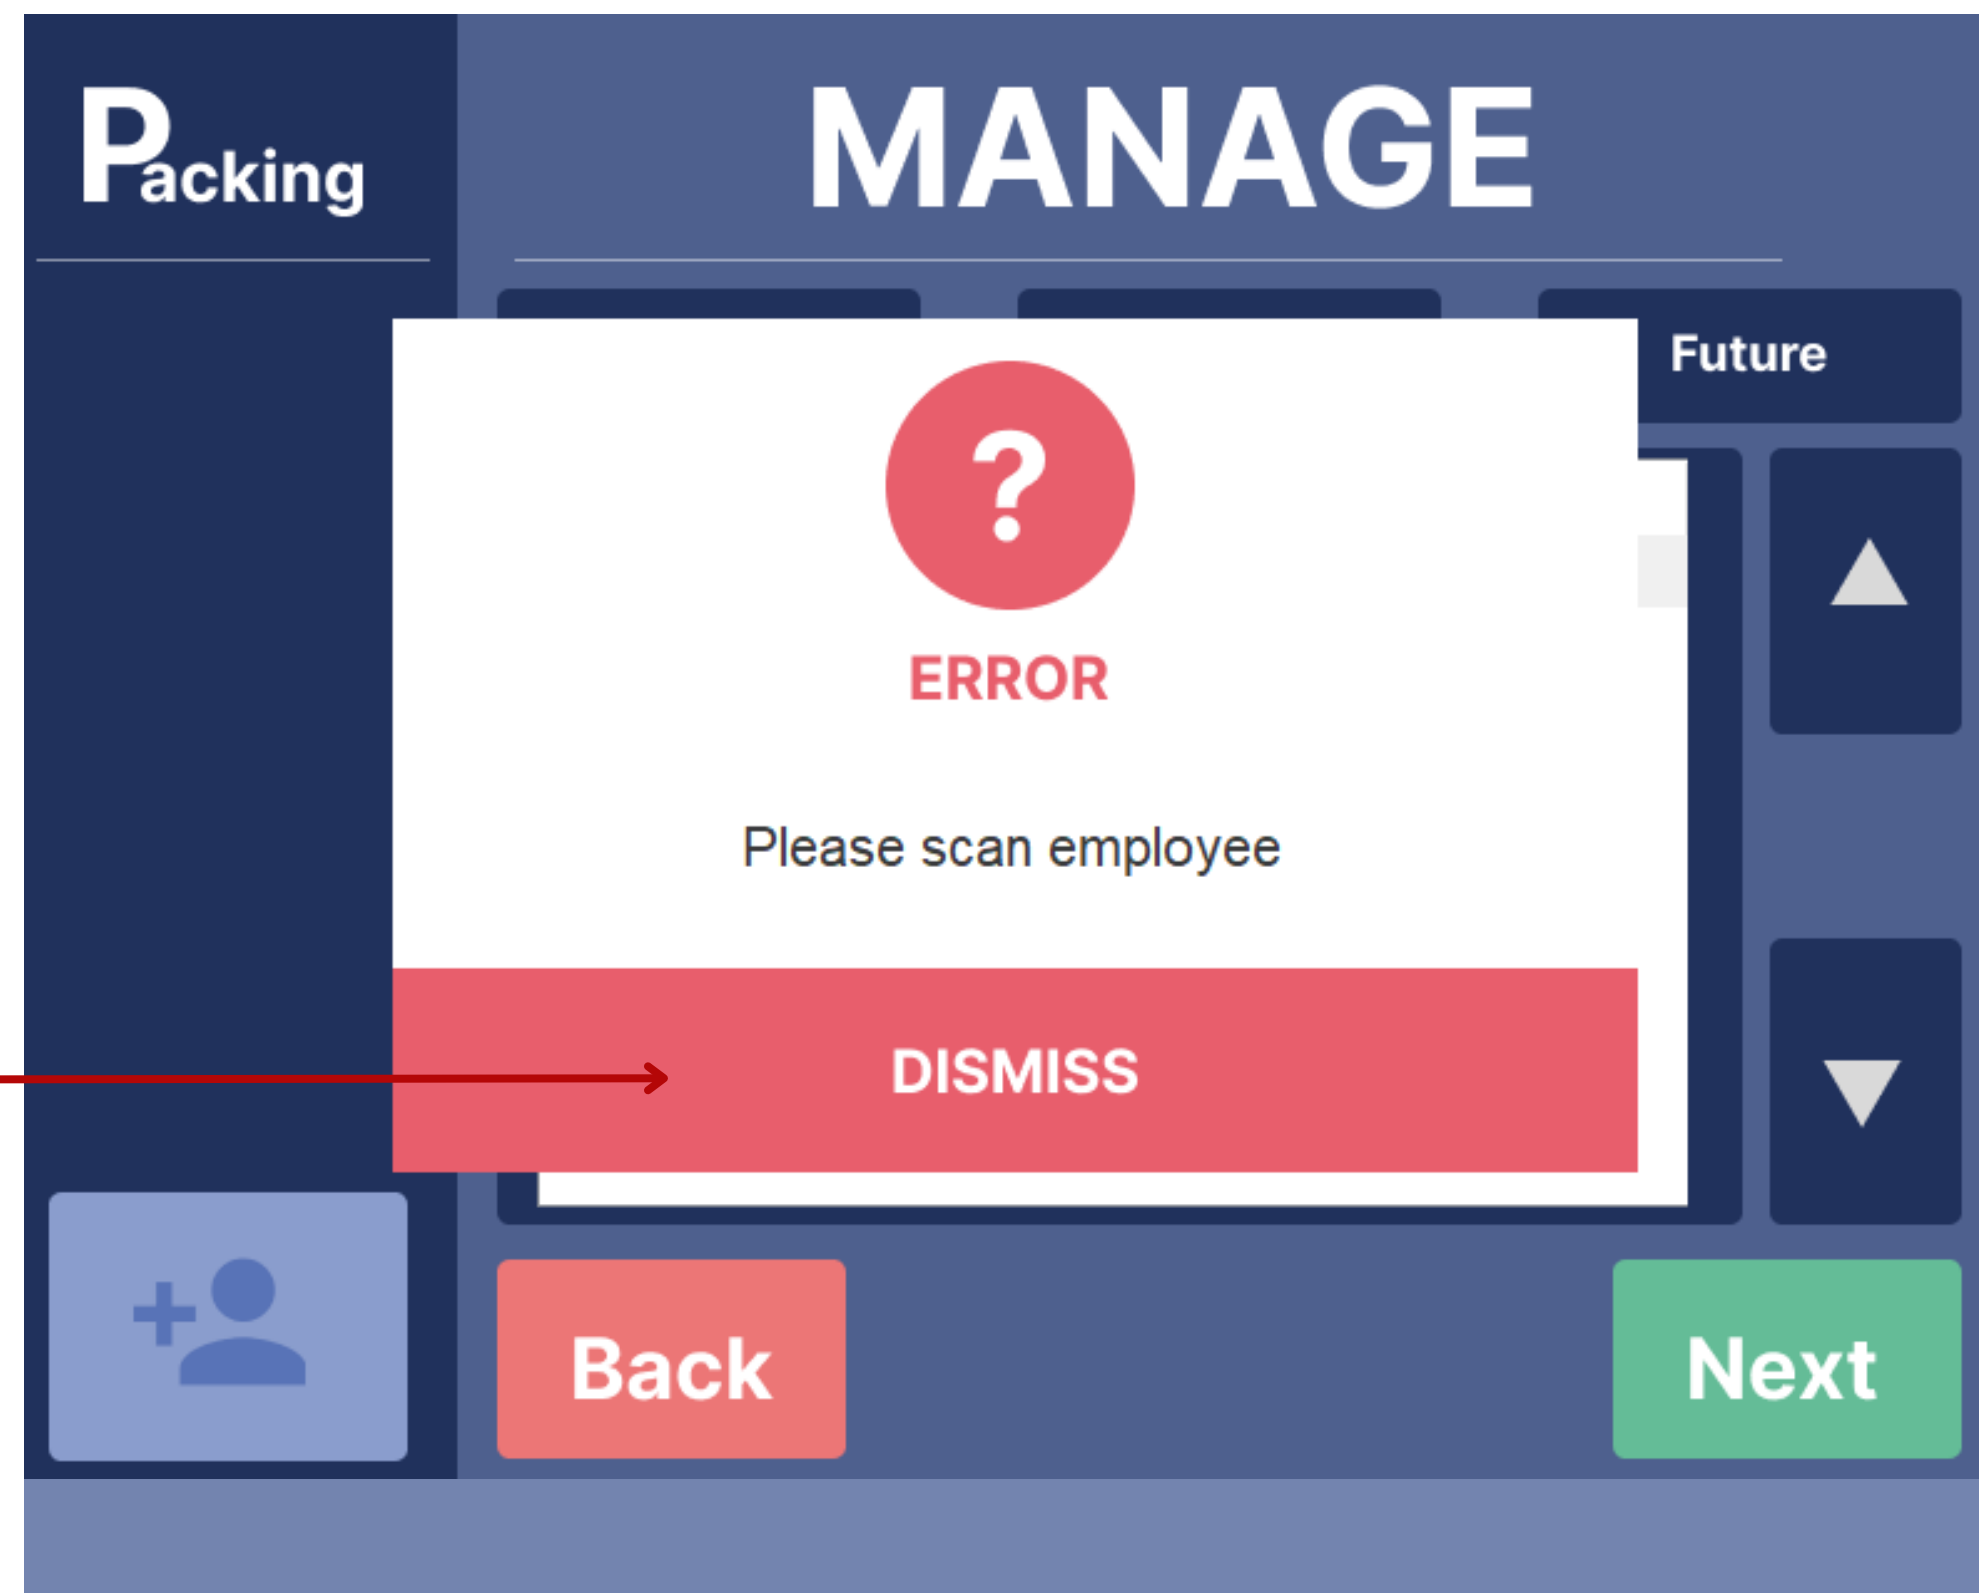 Packing
MANAGE
Future
?
ERROR
Please scan employee
DISMISS
Back
Next